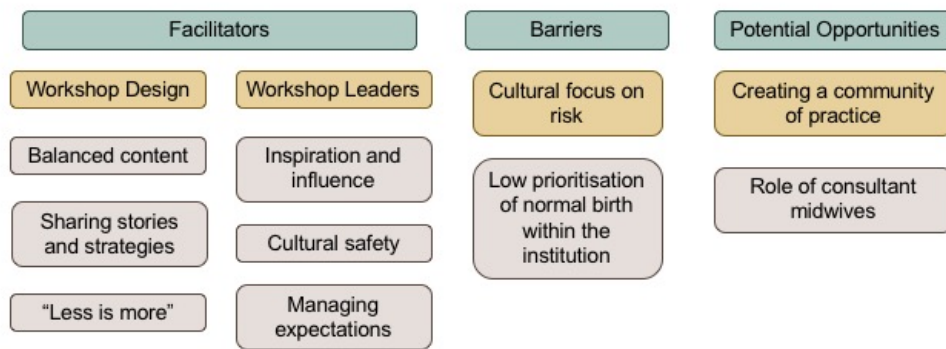 Facilitators
Barriers
Potential Opportunities
Workshop Design
Workshop Leaders
Cultural focus on
risk
Creating a community
of practice
Balanced content
Sharing stories
and strategies
“Less is more”
Inspiration and
influence
Cultural safety
Managing
expectations
Low prioritisation
of normal birth
within the
institution
Role of consultant
midwives